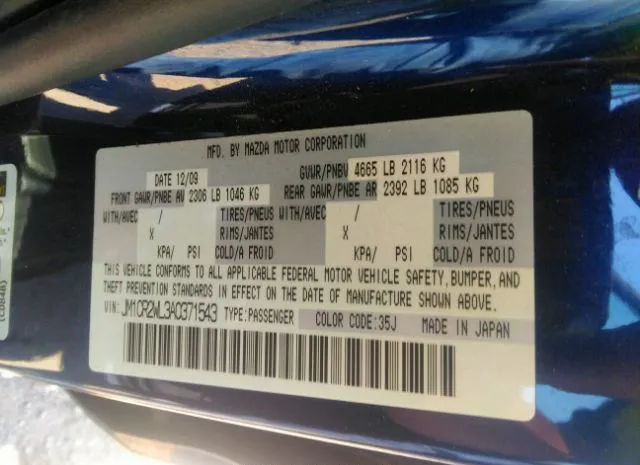 MFD. BY MAZDA MOTOR CORPORATION
DATE 12/09 GVWR/PNBV 4665 LB 2116 KG
FRONT GAWR/PNBE AV 2306 LB 1046 KG REAR GAWR/PNBE AR 2392 LB 1085 KG
WITH/AVEC / TIRES/PNEUS WITH/AVEC / TIRES/PNEUS
X RIMS/JANTES X RIMS/JANTES
KPA/ PSI COLD/A FROID KPA/ PSI COLD/A FROID
THIS VEHICLE CONFORMS TO ALL APPLICABLE FEDERAL MOTOR VEHICLE SAFETY, BUMPER, AND
THEFT PREVENTION STANDARDS IN EFFECT ON THE DATE OF MANUFACTURE SHOWN ABOVE.
VIN: JM1CR2WL3A0371543 TYPE:PASSENGER COLOR CODE:35J MADE IN JAPAN
(CD84B)